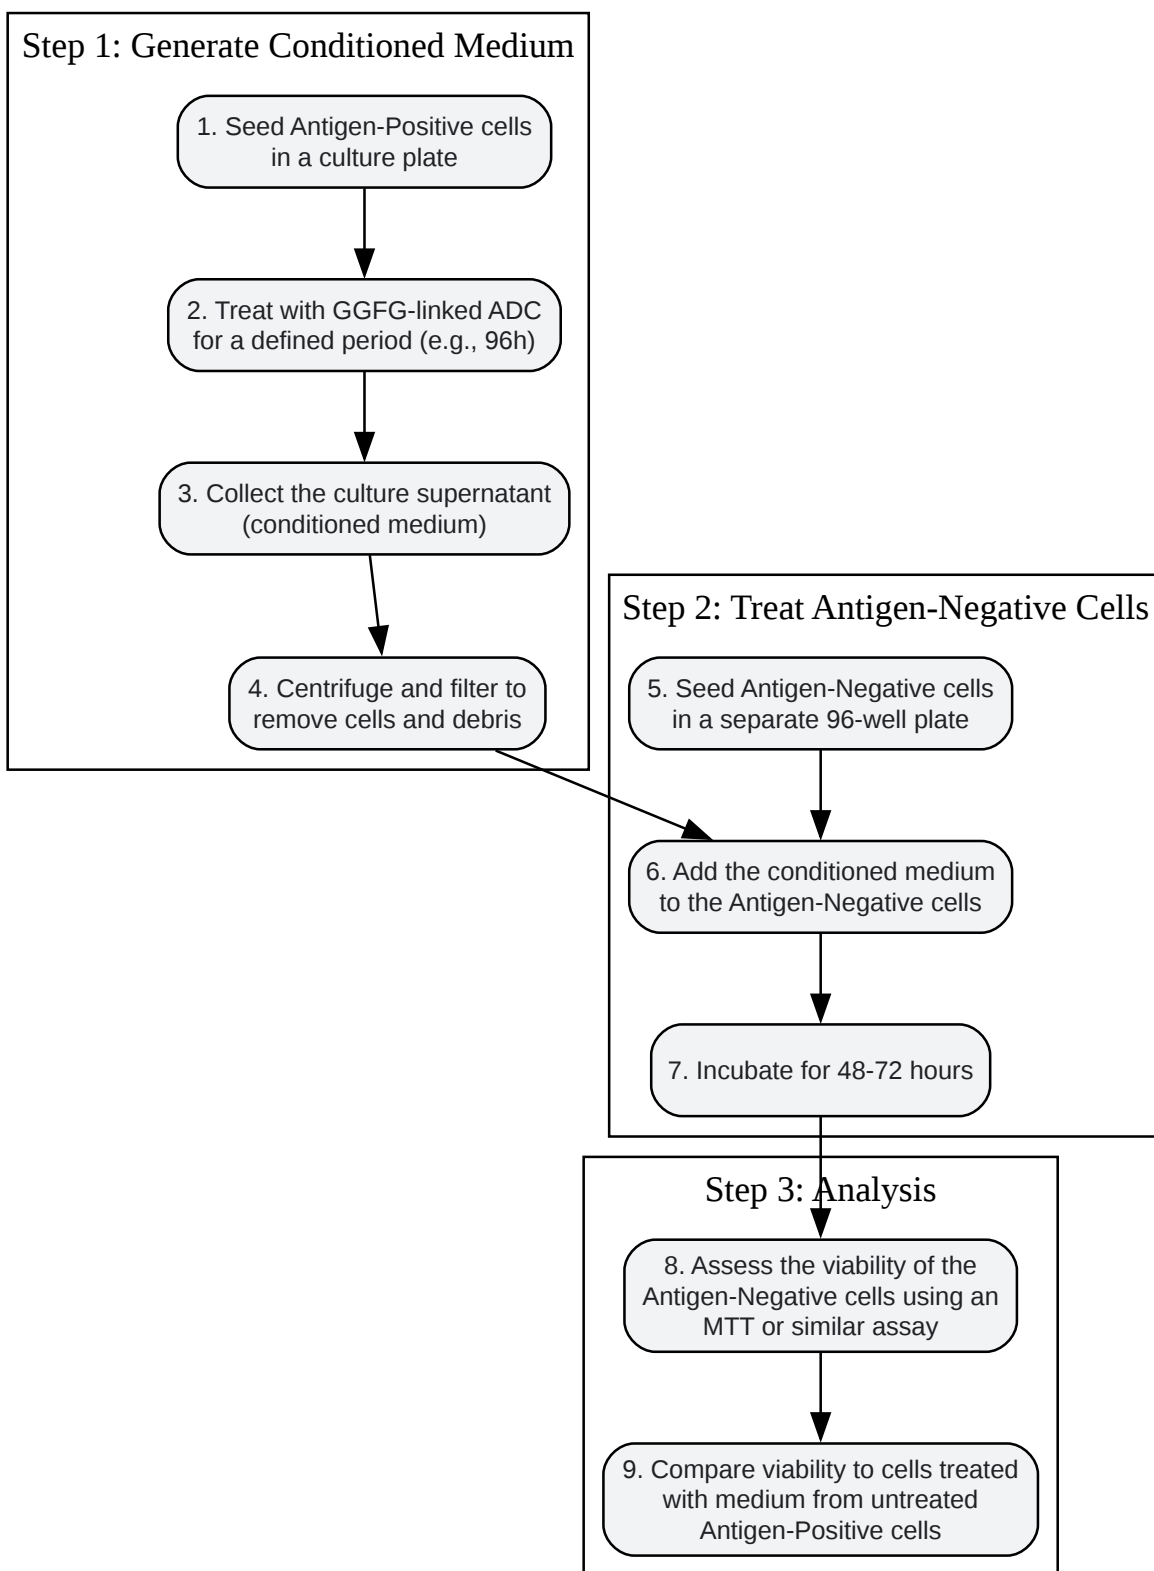 Step 1: Generate Conditioned Medium
1. Seed Antigen-Positive cells
in a culture plate
2. Treat with GGFG-linked ADC
for a defined period (e.g., 96h)
3. Collect the culture supernatant
(conditioned medium)
4. Centrifuge and filter to
remove cells and debris
Step 2: Treat Antigen-Negative Cells
5. Seed Antigen-Negative cells
in a separate 96-well plate
6. Add the conditioned medium
to the Antigen-Negative cells
7. Incubate for 48-72 hours
Step 3: Analysis
8. Assess the viability of the
Antigen-Negative cells using an
MTT or similar assay
9. Compare viability to cells treated
with medium from untreated
Antigen-Positive cells